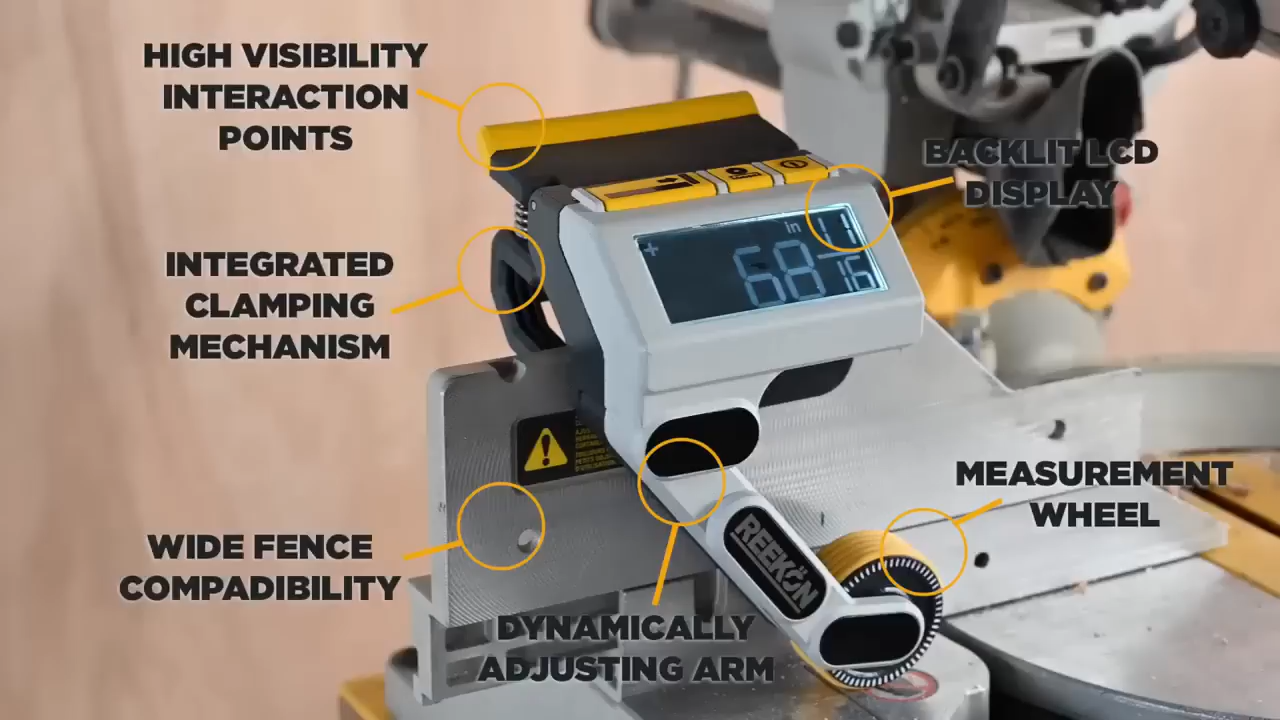 HIGH VISIBILITY
INTERACTION
POINTS
BACKLIT LCD
DISPLAY
in 11
+ 68 16
INTEGRATED
CLAMPING
MECHANISM
MEASUREMENT
WHEEL
REEKON
WIDE FENCE
COMPADIBILITY
DYNAMICALLY
ADJUSTING ARM